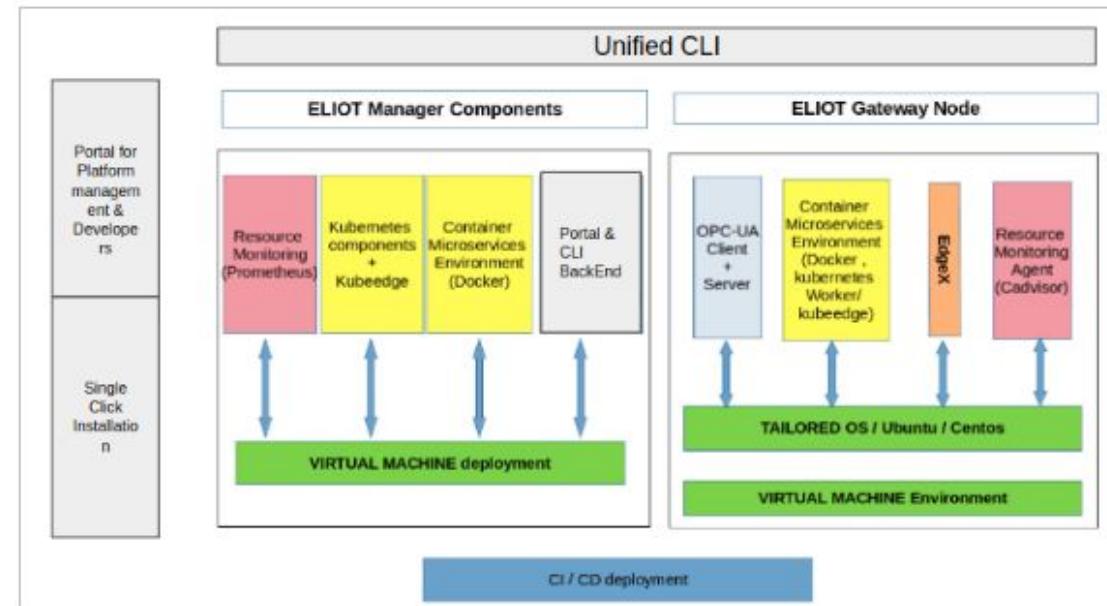 Unified CLI
ELIOT Manager Components
ELIOT Gateway Node
Portal for
Platform
managem
ent &
Develope
rs
Single
Click
Installatio
n
Resource
Monitoring
(Prometheus)
Kubernetes
components
+
Kubeedge
Container
Microservices
Environment
(Docker)
Portal &
CLI
BackEnd
VIRTUAL MACHINE deployment
OPC-UA
Client
+
Server
Container
Microservices
Environment
(Docker ,
kubernetes
Worker/
kubeedge)
EdgeX
Resource
Monitoring
Agent
(Cadvisor)
TAILORED OS / Ubuntu / Centos
VIRTUAL MACHINE Environment
CI / CD deployment